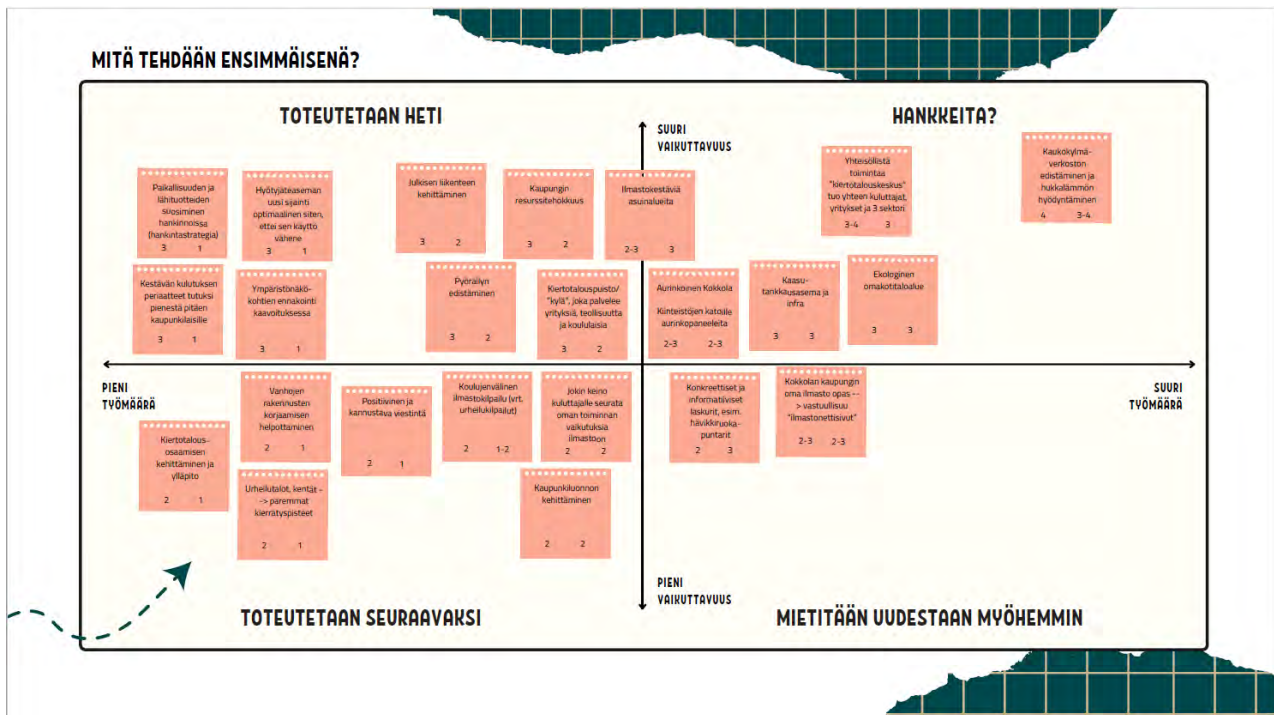 MITÄ TEHDÄÄN ENSIMMÄISENÄ?
TOTEUTETAAN HETI
HANKKEITA?
SUURI
VAIKUTTAVUUS
Paikallisuuden ja
lähituotteiden
suosiminen
hankinnoissa
(hankintastrategia)
3 1
Hyötyjäteaseman
uusi sijainti
optimaalinen siten,
ettei sen käyttö
vähene
3 1
Julkisen liikenteen
kehittäminen
3 2
Kaupungin
resurssitehokkuus
3 2
Ilmastokestäviä
asuinalueita
2-3 3
Yhteisöllistä
toimintaa
"kiertotalouskeskus"
tuo yhteen kuluttajat,
yritykset ja 3 sektori
3-4 3
Kaukokylmä-
verkoston
edistäminen ja
hukkalämmön
hyödyntäminen
4 3-4
Kestävän kulutuksen
periaatteet tutuksi
pienestä pitäen
kaupunkilaisille
3 1
Ympäristönäkö-
kohtien ennakointi
kaavoituksessa
3 1
Pyöräilyn
edistäminen
3 2
Kiertotalouspuisto/
"kylä", joka palvelee
yrityksiä, teollisuutta
ja koululaisia
3 2
Aurinkoinen Kokkola
Kiinteistöjen katoille
aurinkopaneeleita
2-3 2-3
Kaasu-
tankkausasema ja
infra
3 3
Ekologinen
omakotitaloalue
3 3
PIENI
TYÖMÄÄRÄ
SUURI
TYÖMÄÄRÄ
Kiertotalous-
osaamisen
kehittäminen ja
ylläpito
2 1
Vanhojen
rakennusten
korjaamisen
helpottaminen
2 1
Positiivinen ja
kannustava viestintä
2 1
Koulujenvälinen
ilmastokilpailu (vrt.
urheilukilpailut)
2 1-2
Jokin keino
kuluttajalle seurata
oman toiminnan
vaikutuksia
ilmastoon
2 2
Konkreettiset ja
informatiiviset
laskurit, esim.
hävikkiruoka-
puntarit
2 3
Kokkolan kaupungin
oma ilmasto opas --
> vastuullisuu
"ilmastonettisivut"
2-3 2-3
Urheilutalot, kentät -
-> paremmat
kierrätyspisteet
2 1
Kaupunkiluonnon
kehittäminen
2 2
PIENI
VAIKUTTAVUUS
TOTEUTETAAN SEURAAVAKSI
MIETITÄÄN UUDESTAAN MYÖHEMMIN